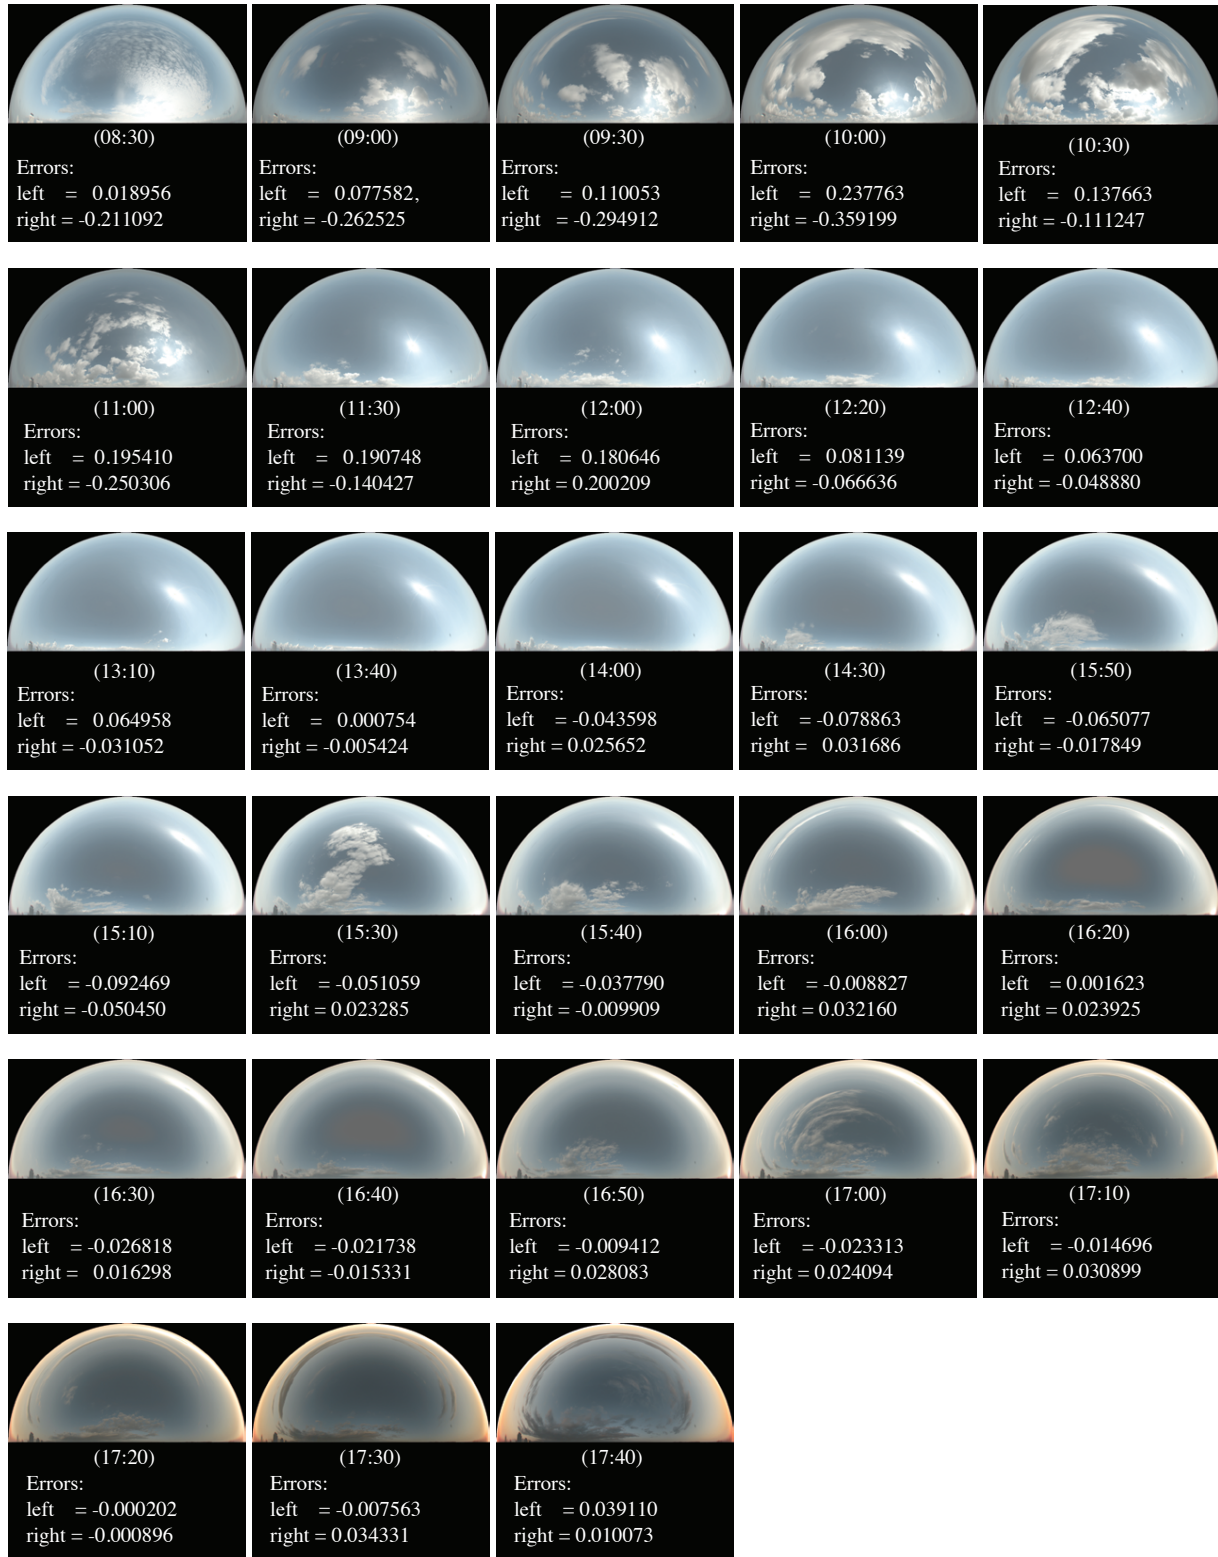 (08:30)
Errors:
left = 0.018956
right = -0.211092
(09:00)
Errors:
left = 0.077582,
right = -0.262525
(09:30)
Errors:
left = 0.110053
right = -0.294912
(10:00)
Errors:
left = 0.237763
right = -0.359199
(10:30)
Errors:
left = 0.137663
right = -0.111247
(11:00)
Errors:
left = 0.195410
right = -0.250306
(11:30)
Errors:
left = 0.190748
right = -0.140427
(12:00)
Errors:
left = 0.180646
right = 0.200209
(12:20)
Errors:
left = 0.081139
right = -0.066636
(12:40)
Errors:
left = 0.063700
right = -0.048880
(13:10)
Errors:
left = 0.064958
right = -0.031052
(13:40)
Errors:
left = 0.000754
right = -0.005424
(14:00)
Errors:
left = -0.043598
right = 0.025652
(14:30)
Errors:
left = -0.078863
right = 0.031686
(15:50)
Errors:
left = -0.065077
right = -0.017849
(15:10)
Errors:
left = -0.092469
right = -0.050450
(15:30)
Errors:
left = -0.051059
right = 0.023285
(15:40)
Errors:
left = -0.037790
right = -0.009909
(16:00)
Errors:
left = -0.008827
right = 0.032160
(16:20)
Errors:
left = 0.001623
right = 0.023925
(16:30)
Errors:
left = -0.026818
right = 0.016298
(16:40)
Errors:
left = -0.021738
right = -0.015331
(16:50)
Errors:
left = -0.009412
right = 0.028083
(17:00)
Errors:
left = -0.023313
right = 0.024094
(17:10)
Errors:
left = -0.014696
right = 0.030899
(17:20)
Errors:
left = -0.000202
right = -0.000896
(17:30)
Errors:
left = -0.007563
right = 0.034331
(17:40)
Errors:
left = 0.039110
right = 0.010073